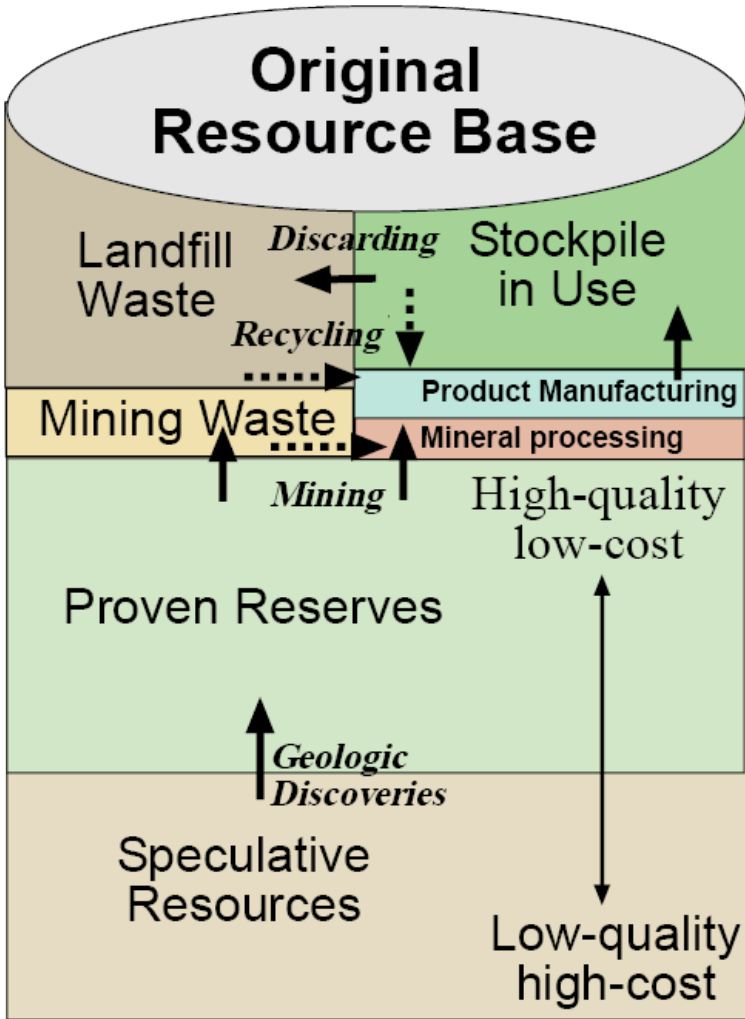 Original
Resource Base
Landfill
Waste
Discarding
Stockpile
in Use
Recycling
Product Manufacturing
Mining Waste
Mineral processing
Mining
High-quality
low-cost
Proven Reserves
Geologic
Discoveries
Speculative
Resources
Low-quality
high-cost